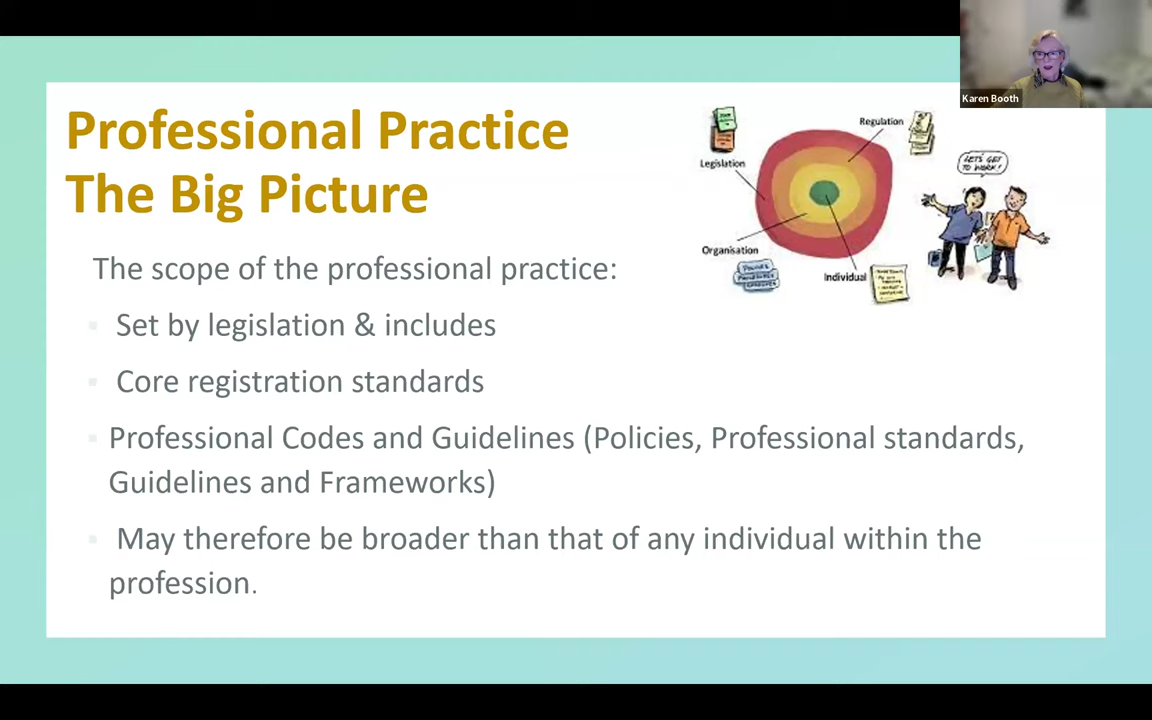 Karen Booth
Professional Practice
The Big Picture
Regulation
Legislation
LET'S GET
TO WORK!
Organisation
Individual
The scope of the professional practice:
Set by legislation & includes
Core registration standards
Professional Codes and Guidelines (Policies, Professional standards,
Guidelines and Frameworks)
May therefore be broader than that of any individual within the
profession.